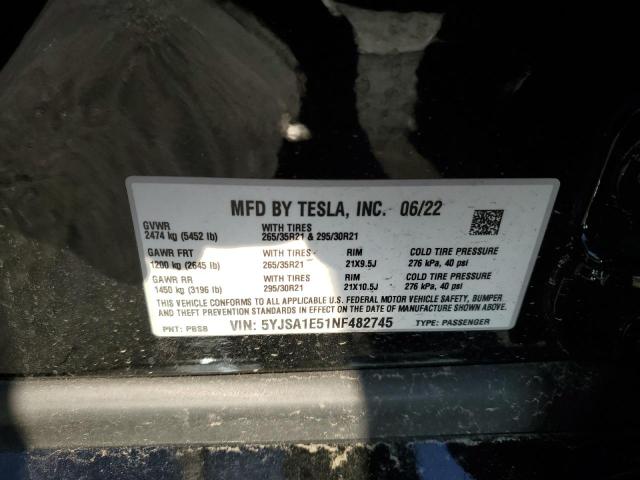 MFD BY TESLA, INC. 06/22
GVWR WITH TIRES
2474 kg (5452 lb) 265/35R21 & 295/30R21
GAWR FRT WITH TIRES RIM COLD TIRE PRESSURE
1200 kg (2645 lb) 265/35R21 21X9.5J 276 kPa, 40 psi
GAWR RR WITH TIRES RIM COLD TIRE PRESSURE
1450 kg (3196 lb) 295/30R21 21X10.5J 276 kPa, 40 psi
THIS VEHICLE CONFORMS TO ALL APPLICABLE U.S. FEDERAL MOTOR VEHICLE SAFETY, BUMPER
AND THEFT PREVENTION STANDARDS IN EFFECT ON THE DATE OF MANUFACTURE SHOWN ABOVE.
PNT: PBSB VIN: 5YJSA1E51NF482745 TYPE: PASSENGER